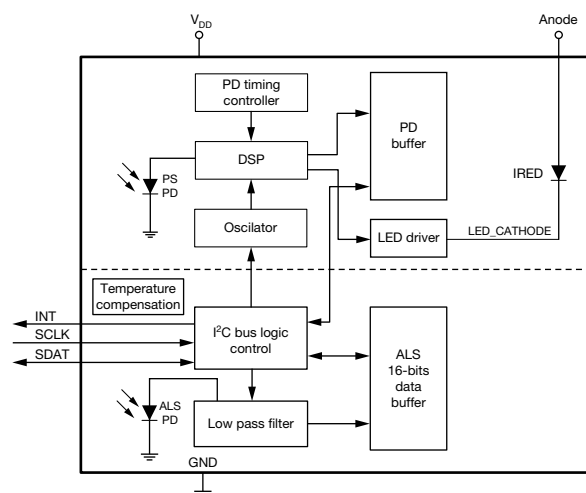 VDD
Anode
PD timing
controller
PD
buffer
DSP
PS
PD
IRED
Oscilator
LED driver
LED_CATHODE
Temperature
compensation
INT
SCLK
SDAT
I2C bus logic
control
ALS
16-bits
data
buffer
ALS
PD
Low pass filter
GND